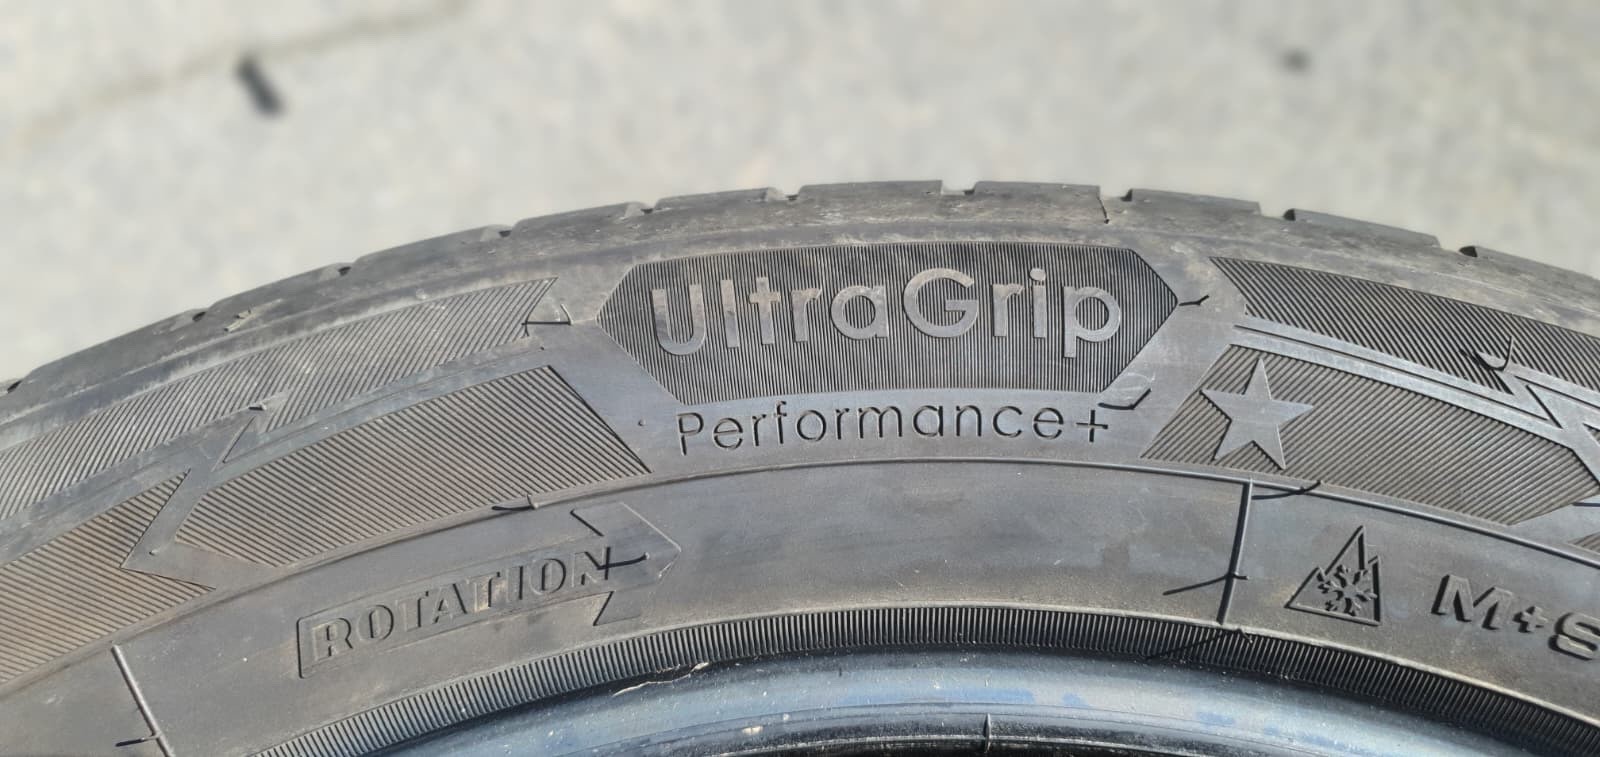 UltraGrip
Performance+
ROTATION
M+S